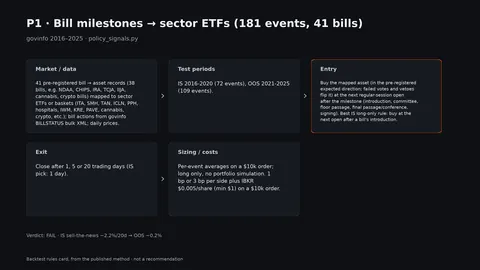 P1 · Bill milestones → sector ETFs (181 events, 41 bills)
govinfo 2016–2025 · policy_signals.py
Market / data
41 pre-registered bill → asset records (38
bills, e.g. NDAA, CHIPS, IRA, TCJA, IIJA,
cannabis, crypto bills) mapped to sector
ETFs or baskets (ITA, SMH, TAN, ICLN, PPH,
hospitals, IWM, KRE, PAVE, cannabis,
crypto, etc.); bill actions from govinfo
BILLSTATUS bulk XML; daily prices.
Test periods
IS 2016-2020 (72 events), OOS 2021-2025
(109 events).
Entry
Buy the mapped asset (in the pre-registered
expected direction; failed votes and vetoes
flip it) at the next regular-session open
after the milestone (introduction, committee,
floor passage, final passage/conference,
signing). Best IS long-only rule: buy at the
next open after a bill's introduction.
Exit
Close after 1, 5 or 20 trading days (IS
pick: 1 day).
Sizing / costs
Per-event averages on a $10k order;
long only, no portfolio simulation. 1
bp or 3 bp per side plus IBKR
$0.005/share (min $1) on a $10k order.
Verdict: FAIL · IS sell-the-news −2.2%/20d → OOS −0.2%
Backtest rules card, from the published method · not a recommendation